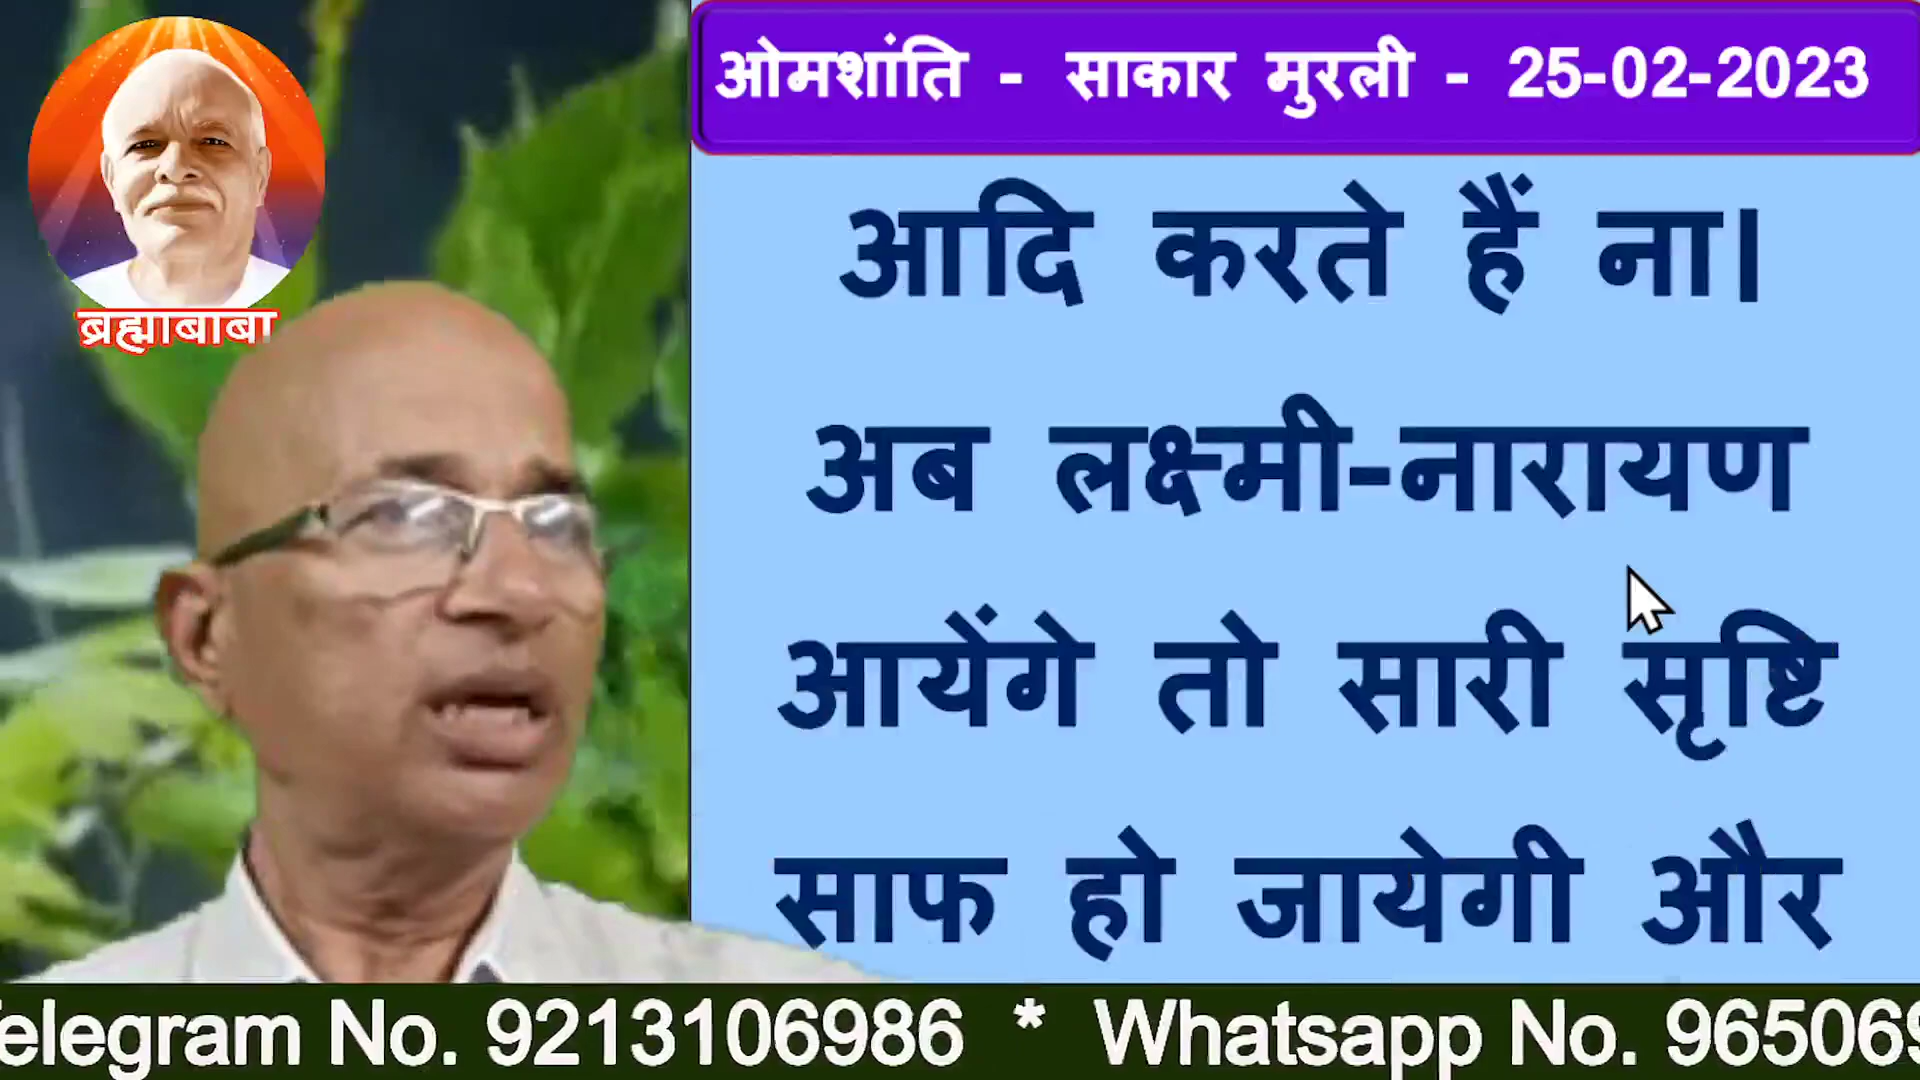 ओमशांति - साकार मुरली - 25-02-2023
ब्रह्माबाबा
आदि करते हैं ना।
अब लक्ष्मी-नारायण
आयेंगे तो सारी सृष्टि
साफ हो जायेगी और
elegram No. 9213106986 * Whatsapp No. 965069